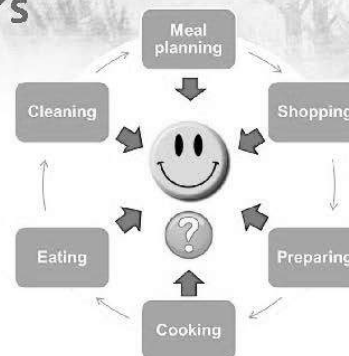 's
Meal
planning
Shopping
Preparing
Cooking
Eating
Cleaning
?